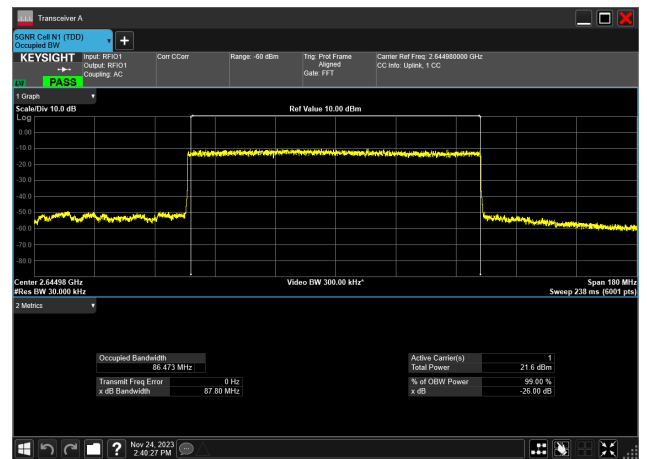 Transceiver A
5GNR Cell N1 (TDD)
Occupied BW
KEYSIGHT
LXI
PASS
Input: RFIO1
Output: RFIO1
Coupling: AC
Corr CCorr
Range: -60 dBm
Trig: Prot Frame
Aligned
Gate: FFT
Carrier Ref Freq: 2.644980000 GHz
CC Info: Uplink, 1 CC
1 Graph
Scale/Div 10.0 dB
Ref Value 10.00 dBm
Log
0.00
-10.0
-20.0
-30.0
-40.0
-50.0
-60.0
-70.0
-80.0
Center 2.64498 GHz
Video BW 300.00 kHz*
Span 180 MHz
#Res BW 30.000 kHz
Sweep 238 ms (6001 pts)
2 Metrics
Occupied Bandwidth
86.473 MHz
Active Carrier(s) 1
Total Power 21.6 dBm
Transmit Freq Error 0 Hz
x dB Bandwidth 87.80 MHz
% of OBW Power 99.00 %
x dB -26.00 dB
Nov 24, 2023
2:40:27 PM